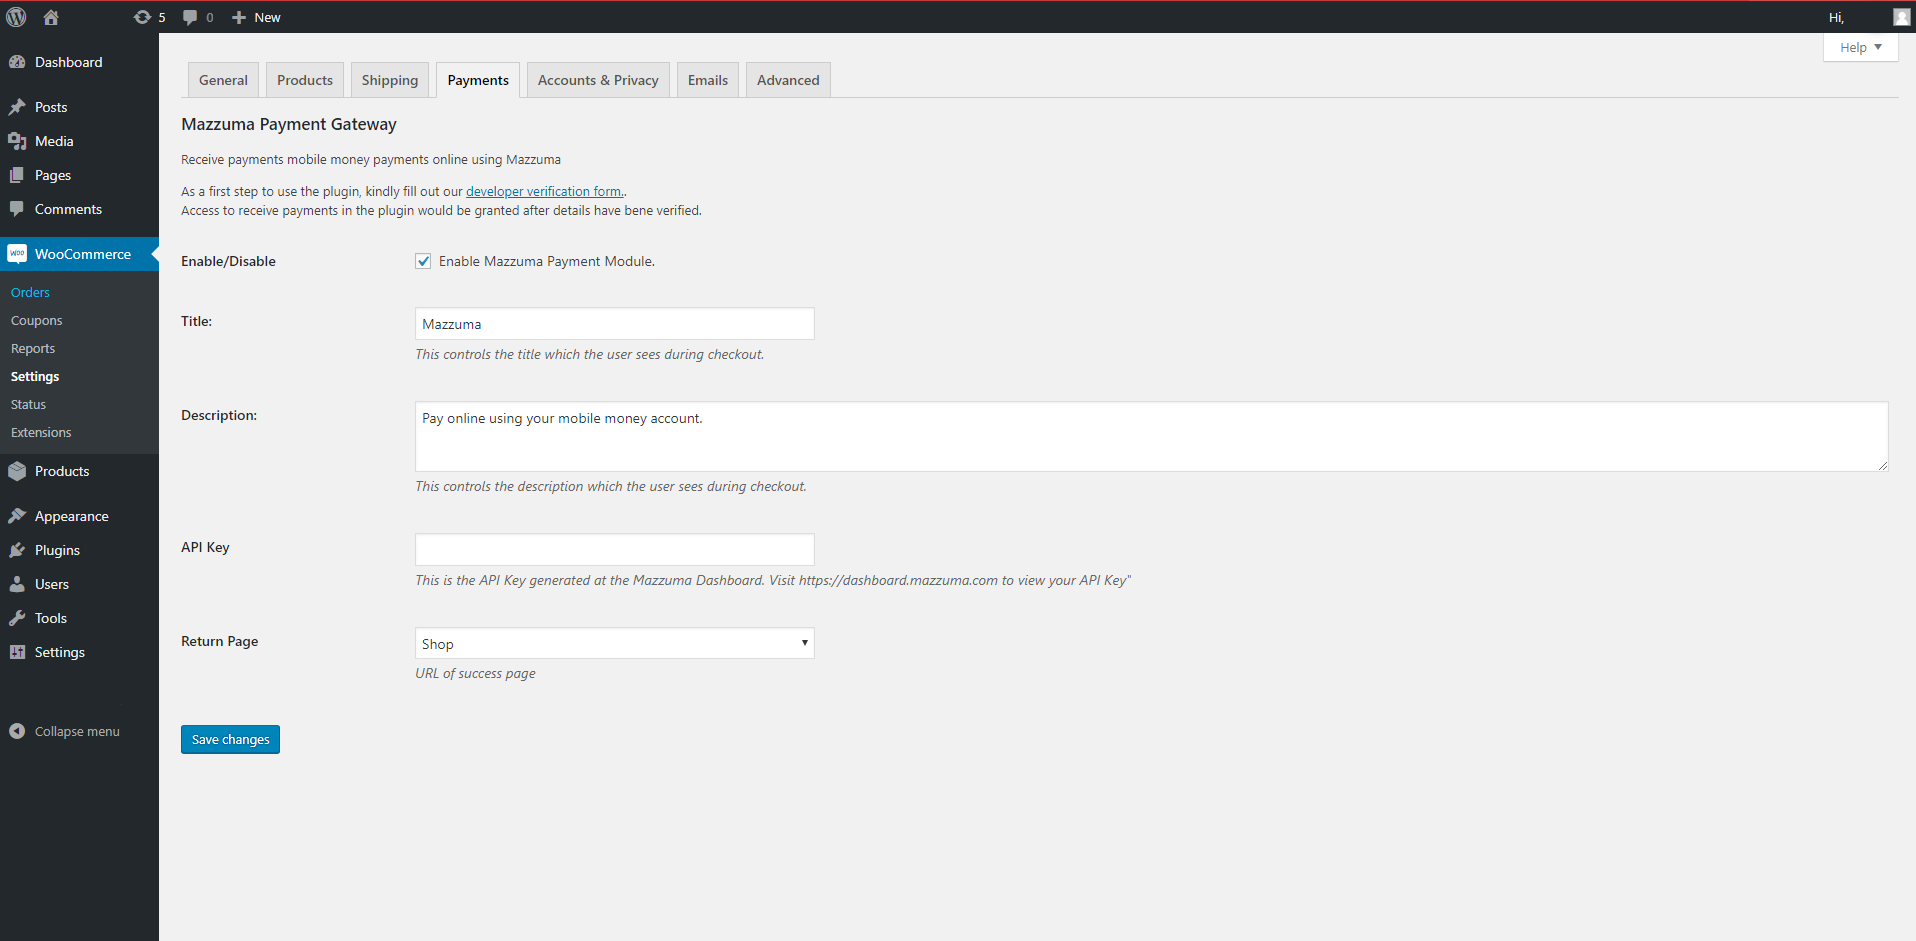 5 0 New Hi,
Help
Dashboard
Posts
Media
Pages
Comments
WOO WooCommerce
Orders
Coupons
Reports
Settings
Status
Extensions
Products
Appearance
Plugins
Users
Tools
Settings
Collapse menu
General Products Shipping Payments Accounts & Privacy Emails Advanced
Mazzuma Payment Gateway
Receive payments mobile money payments online using Mazzuma
As a first step to use the plugin, kindly fill out our developer verification form..
Access to receive payments in the plugin would be granted after details have bene verified.
Enable/Disable Enable Mazzuma Payment Module.
Title: Mazzuma
This controls the title which the user sees during checkout.
Description: Pay online using your mobile money account.
This controls the description which the user sees during checkout.
API Key
This is the API Key generated at the Mazzuma Dashboard. Visit https://dashboard.mazzuma.com to view your API Key"
Return Page Shop
URL of success page
Save changes